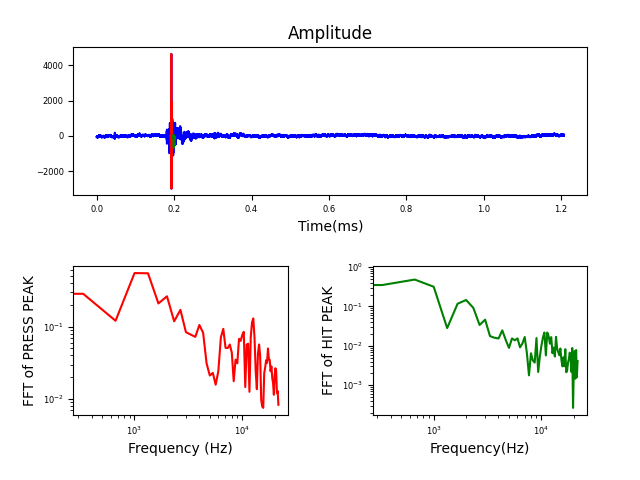 Amplitude
4000
2000
0
−2000
0.0 0.2 0.4 0.6 0.8 1.0 1.2
Time(ms)
FFT of PRESS PEAK
10⁻¹
10⁻²
10³ 10⁴
Frequency (Hz)
FFT of HIT PEAK
10⁰
10⁻¹
10⁻²
10⁻³
10³ 10⁴
Frequency(Hz)